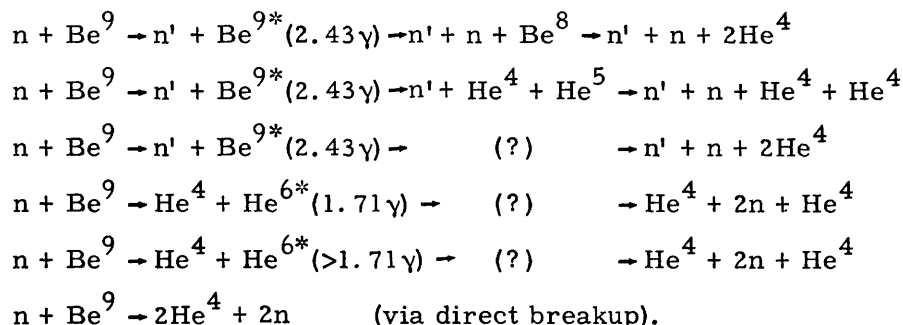 n + Be⁹ → n' + Be⁹*(2.43γ) → n' + n + Be⁸ → n' + n + 2He⁴
n + Be⁹ → n' + Be⁹*(2.43γ) → n' + He⁴ + He⁵ → n' + n + He⁴ + He⁴
n + Be⁹ → n' + Be⁹*(2.43γ) → (?) → n' + n + 2He⁴
n + Be⁹ → He⁴ + He⁶*(1.71γ) → (?) → He⁴ + 2n + He⁴
n + Be⁹ → He⁴ + He⁶*(>1.71γ) → (?) → He⁴ + 2n + He⁴
n + Be⁹ → 2He⁴ + 2n (via direct breakup).